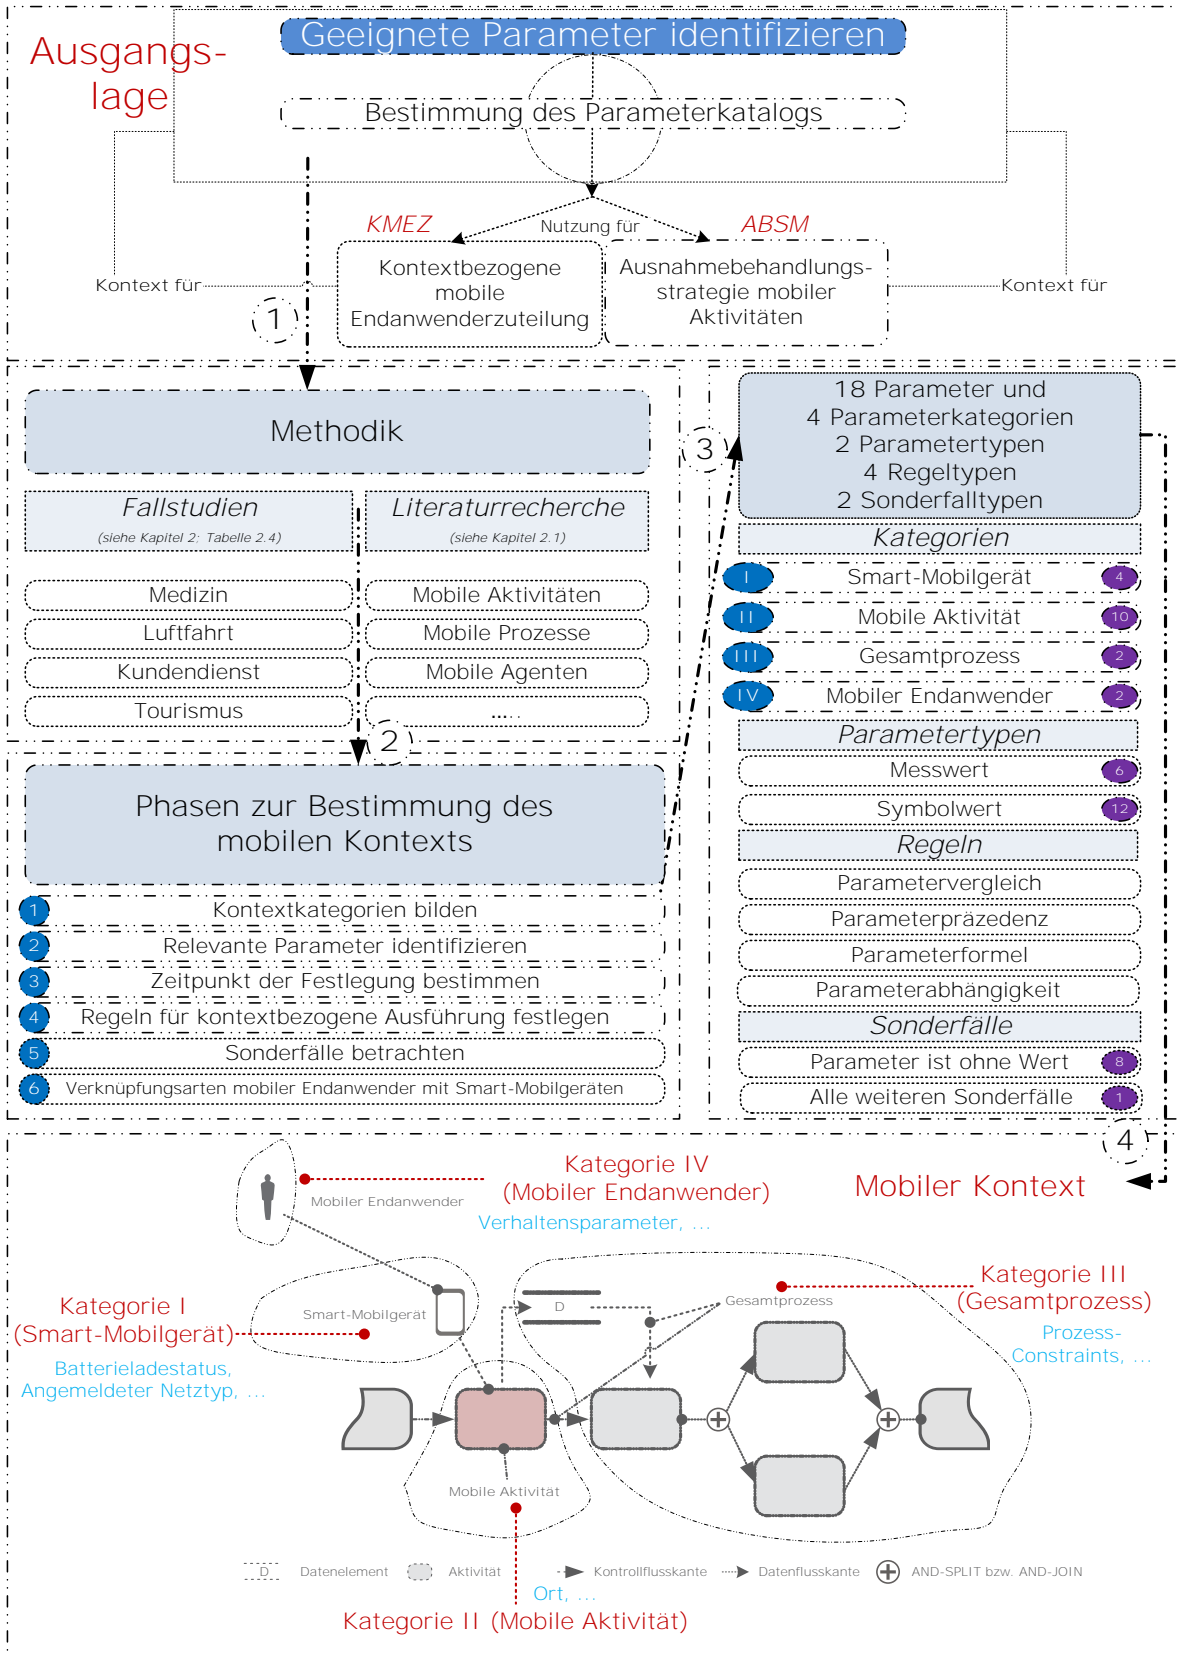 Geeignete Parameter identifizieren
Ausgangs-
lage
Bestimmung des Parameterkatalogs
KMEZ
Nutzung für
ABSM
Kontext für
Kontextbezogene
mobile
Endanwenderzuteilung
Ausnahmebehandlungs-
strategie mobiler
Aktivitäten
Kontext für
1
Methodik
Fallstudien
(siehe Kapitel 2: Tabelle 2.4)
Literaturrecherche
(siehe Kapitel 2.1)
Medizin
Mobile Aktivitäten
Luftfahrt
Mobile Prozesse
Kundendienst
Mobile Agenten
Tourismus
.....
2
Phasen zur Bestimmung des
mobilen Kontexts
1 Kontextkategorien bilden
2 Relevante Parameter identifizieren
3 Zeitpunkt der Festlegung bestimmen
4 Regeln für kontextbezogene Ausführung festlegen
5 Sonderfälle betrachten
6 Verknüpfungsarten mobiler Endanwender mit Smart-Mobilgeräten
3
18 Parameter und
4 Parameterkategorien
2 Parametertypen
4 Regeltypen
2 Sonderfalltypen
Kategorien
I Smart-Mobilgerät 4
II Mobile Aktivität 10
III Gesamtprozess 2
IV Mobiler Endanwender 2
Parametertypen
Messwert 6
Symbolwert 12
Regeln
Parametervergleich
Parameterpräzedenz
Parameterformel
Parameterabhängigkeit
Sonderfälle
Parameter ist ohne Wert 8
Alle weiteren Sonderfälle 1
4
Mobiler Kontext
Kategorie IV
(Mobiler Endanwender)
Verhaltensparameter, ...
Mobiler Endanwender
Kategorie I
(Smart-Mobilgerät)
Batterieladestatus,
Angemeldeter Netztyp, ...
Smart-Mobilgerät
D
Gesamtprozess
Kategorie III
(Gesamtprozess)
Prozess-
Constraints, ...
Mobile Aktivität
D Datenelement
Aktivität
Kontrollflusskante
Datenflusskante
AND-SPLIT bzw. AND-JOIN
Ort, ...
Kategorie II (Mobile Aktivität)